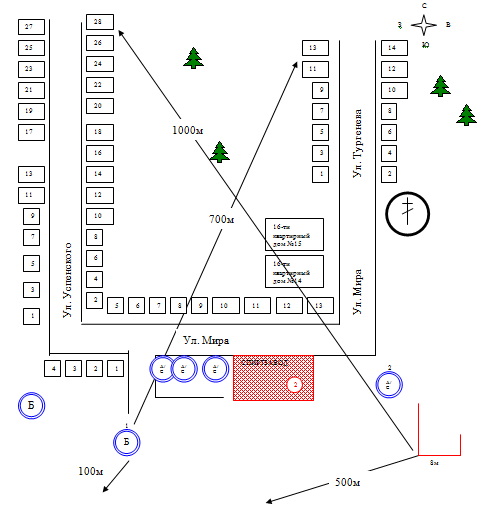 С
З
В
Ю
27
25
23
21
19
17
13
11
9
7
5
3
1
28
26
24
22
20
18
16
14
12
10
8
6
4
2
Ул. Успенского
13
11
9
7
5
3
1
14
12
10
8
6
4
2
Ул. Тургенева
1000м
700м
16-ти
квартирный
дом №15
16-ти
квартирный
дом №14
Ул. Мира
5
6
7
8
9
10
11
12
13
Ул. Мира
4
3
2
1
СПИРТЗАВОД
2
2
Б
1
Б
8м
100м
500м